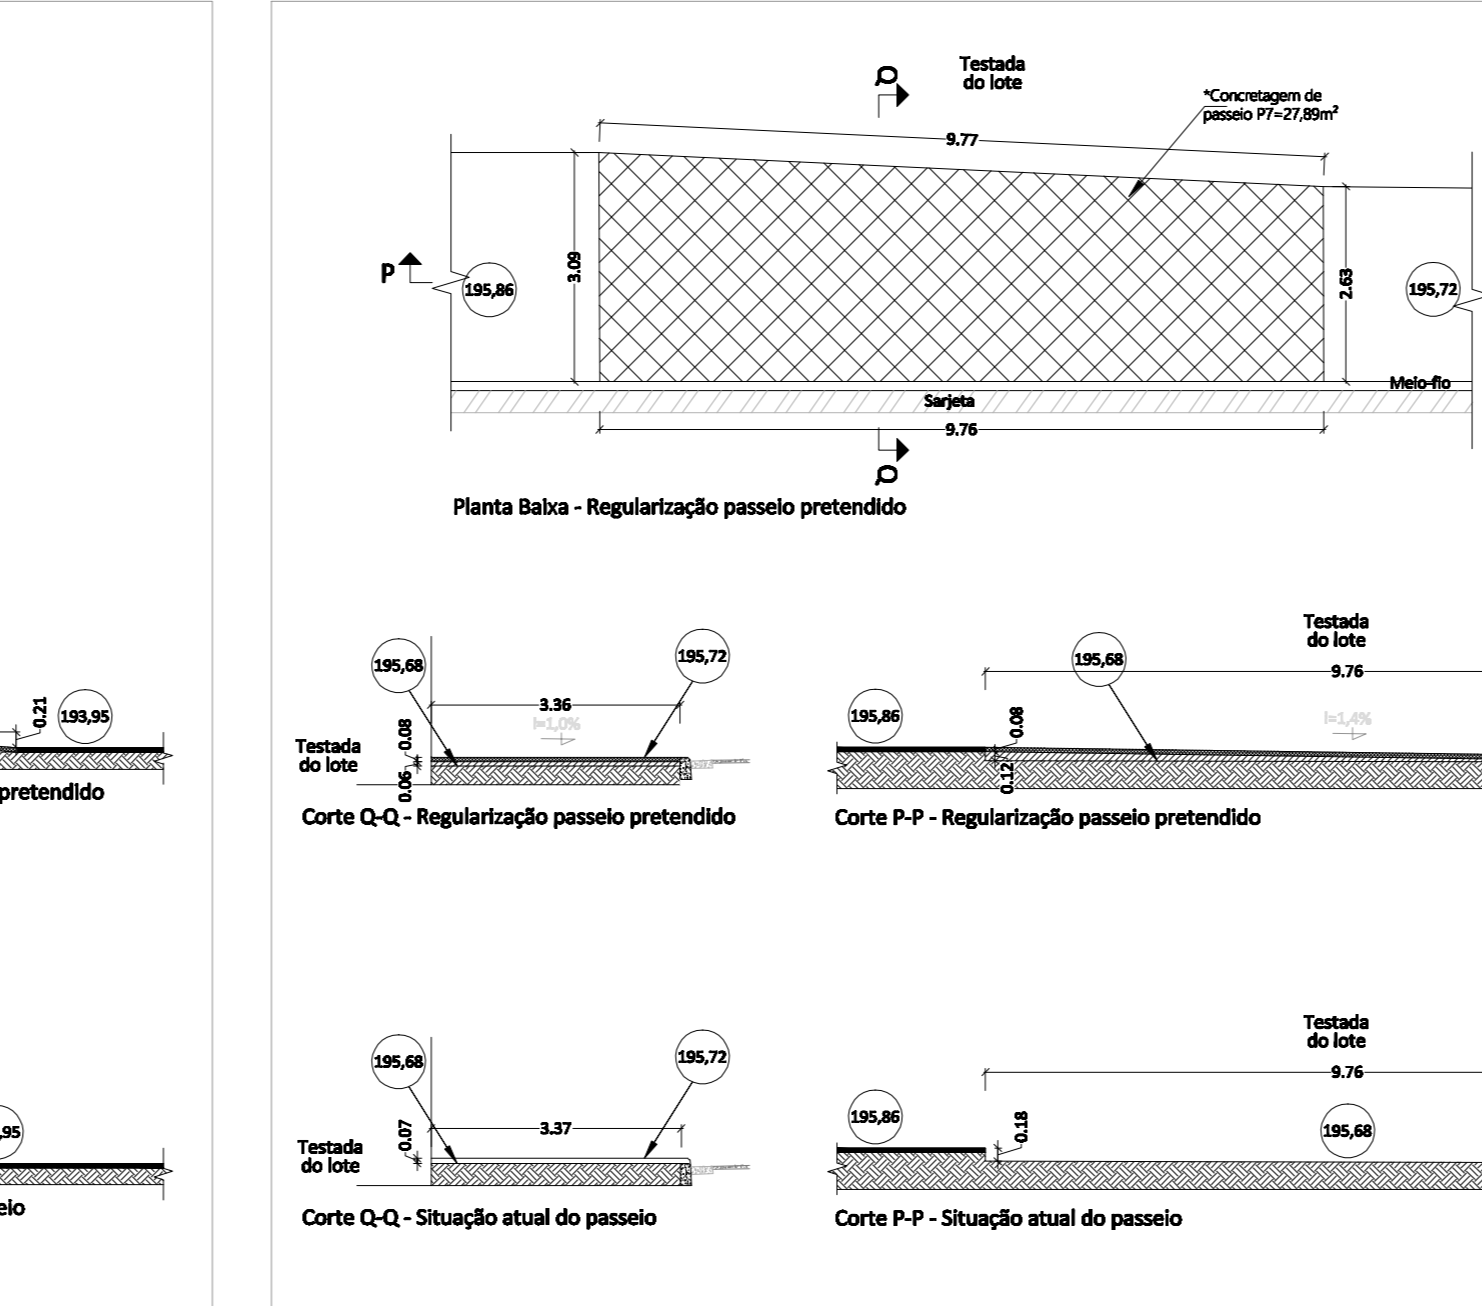 Q
Testada
do lote
*Concretagem de
passeio P7=27,89m²
9.77
3.09
2.63
P
195,86
195,72
Meio-fio
Sarjeta
9.76
Q
Planta Baixa - Regularização passeio pretendido
0.21
193,95
pretendido
195,68
195,72
3.36
I=1,0%
0.08
Testada
do lote
0.06
Corte Q-Q - Regularização passeio pretendido
Testada
do lote
195,68
9.76
195,86
0.08
I=1,4%
0.12
Corte P-P - Regularização passeio pretendido
,95
eio
195,68
195,72
0.07
3.37
Testada
do lote
Corte Q-Q - Situação atual do passeio
Testada
do lote
9.76
195,86
0.18
195,68
Corte P-P - Situação atual do passeio